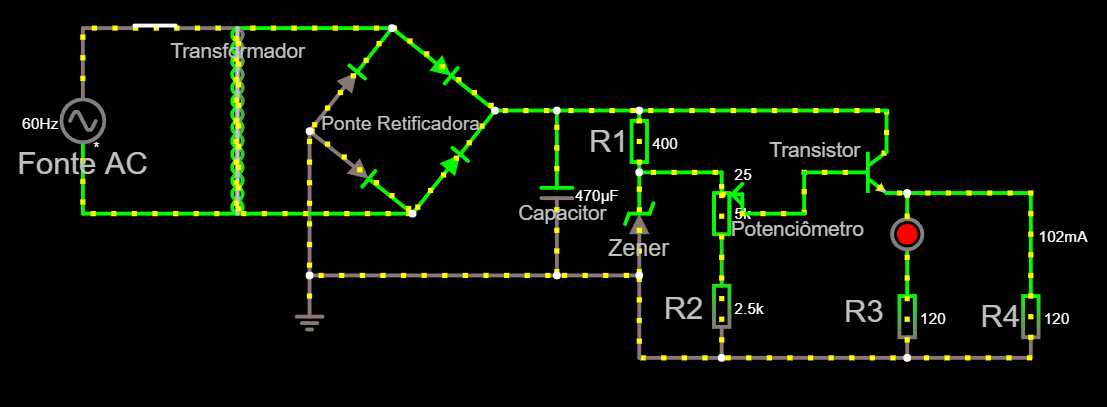 Transformador
60Hz
*
Fonte AC
Ponte Retificadora
470µF
Capacitor
R1
400
Zener
25
5k
Potenciômetro
Transistor
R2
2.5k
R3
120
102mA
R4
120